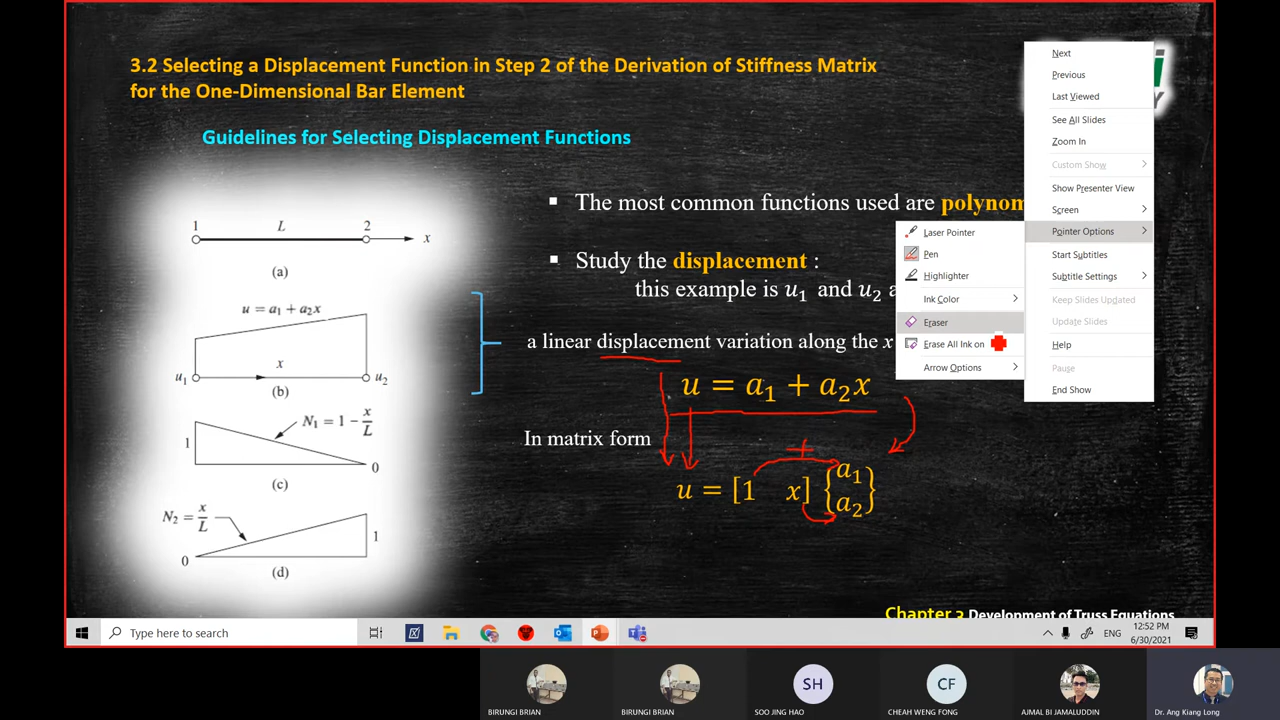 3.2 Selecting a Displacement Function in Step 2 of the Derivation of Stiffness Matrix
for the One-Dimensional Bar Element
Guidelines for Selecting Displacement Functions
1
L
2
x
(a)
u = a₁ + a₂x
x
u₁
u₂
(b)
N₁ = 1 − x/L
1
0
(c)
N₂ = x/L
1
0
(d)
▪ The most common functions used are polynom
▪ Study the displacement :
this example is u₁ and u₂ a
a linear displacement variation along the x
u = a₁ + a₂x
In matrix form
+
u = [1 x] {a₁
a₂}
Chapter 3 Development of Truss Equations
Next
Previous
Last Viewed
See All Slides
Zoom In
Custom Show
Show Presenter View
Screen
Pointer Options
Start Subtitles
Subtitle Settings
Keep Slides Updated
Update Slides
Help
Pause
End Show
Laser Pointer
Pen
Highlighter
Ink Color
Eraser
Erase All Ink on
Arrow Options
Type here to search
ENG
12:52 PM
6/30/2021
BIRUNGI BRIAN
BIRUNGI BRIAN
SH
SOO JING HAO
CF
CHEAH WENG FONG
AJMAL BI JAMALUDDIN
Dr. Ang Kiang Long